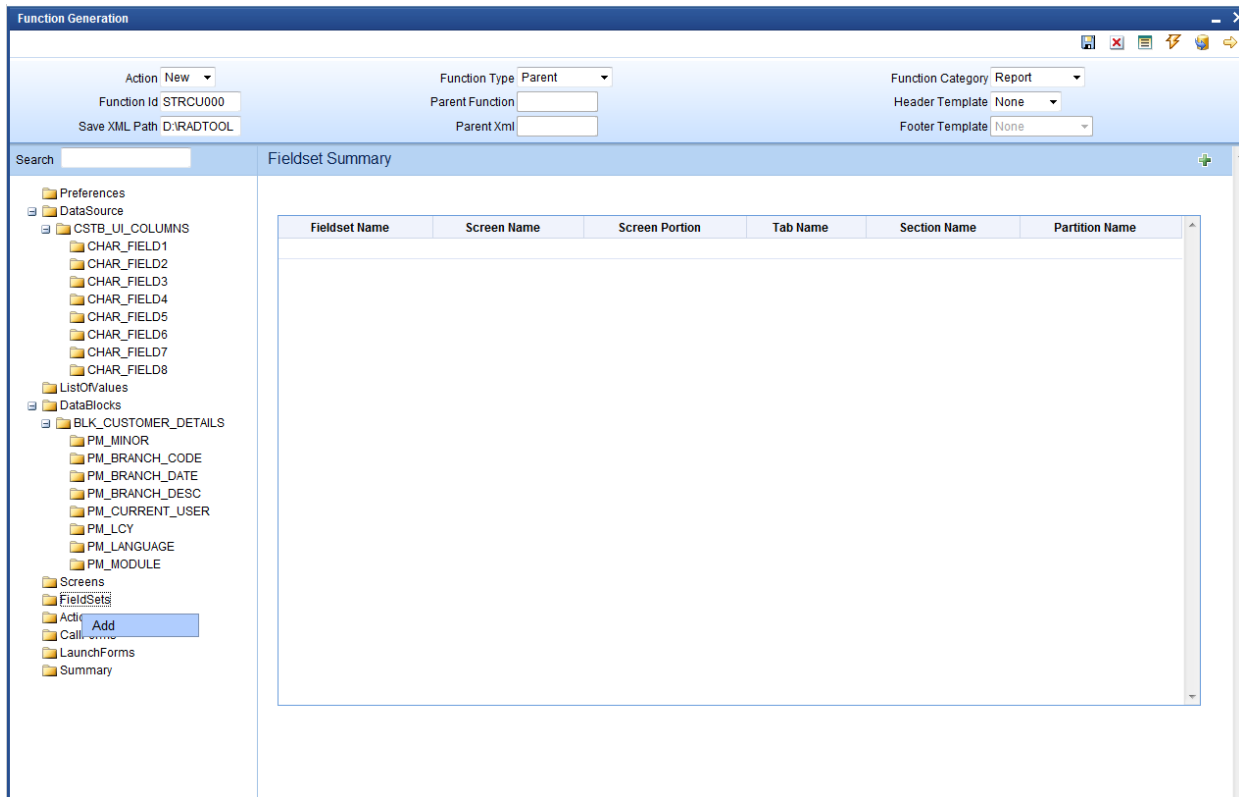 Function Generation
Action New
Function Type Parent
Function Category Report
Function Id STRCU000
Parent Function
Header Template None
Save XML Path D:\RADTOOL
Parent Xml
Footer Template None
Search
Fieldset Summary
Preferences
DataSource
CSTB_UI_COLUMNS
CHAR_FIELD1
CHAR_FIELD2
CHAR_FIELD3
CHAR_FIELD4
CHAR_FIELD5
CHAR_FIELD6
CHAR_FIELD7
CHAR_FIELD8
ListOfValues
DataBlocks
BLK_CUSTOMER_DETAILS
PM_MINOR
PM_BRANCH_CODE
PM_BRANCH_DATE
PM_BRANCH_DESC
PM_CURRENT_USER
PM_LCY
PM_LANGUAGE
PM_MODULE
Screens
FieldSets
Add
LaunchForms
Summary
Fieldset Name Screen Name Screen Portion Tab Name Section Name Partition Name